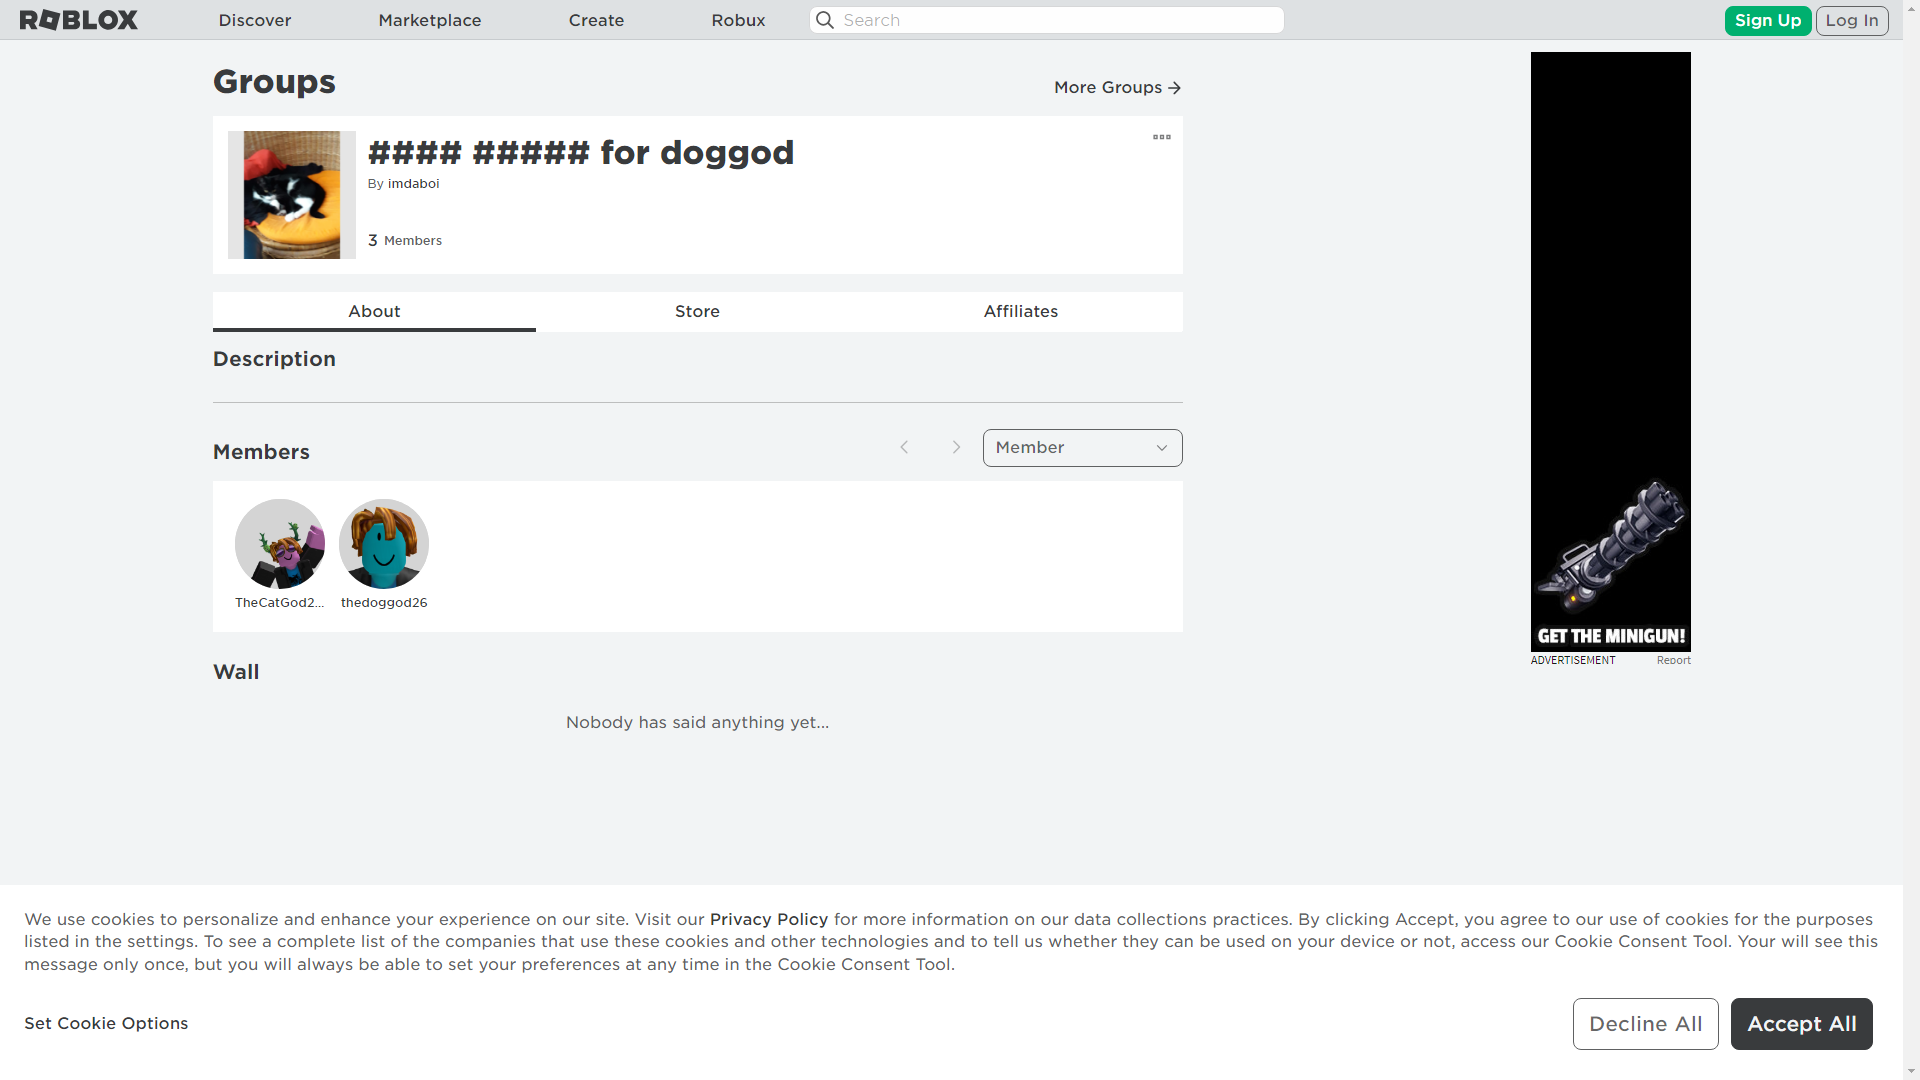 ROBLOX Discover Marketplace Create Robux Search Sign Up Log In
Groups
More Groups →
#### ##### for doggod
By imdaboi
3 Members
About Store Affiliates
Description
Members
Member
TheCatGod2... thedoggod26
Wall
Nobody has said anything yet...
GET THE MINIGUN!
ADVERTISEMENT Report
We use cookies to personalize and enhance your experience on our site. Visit our Privacy Policy for more information on our data collections practices. By clicking Accept, you agree to our use of cookies for the purposes
listed in the settings. To see a complete list of the companies that use these cookies and other technologies and to tell us whether they can be used on your device or not, access our Cookie Consent Tool. Your will see this
message only once, but you will always be able to set your preferences at any time in the Cookie Consent Tool.
Set Cookie Options
Decline All Accept All